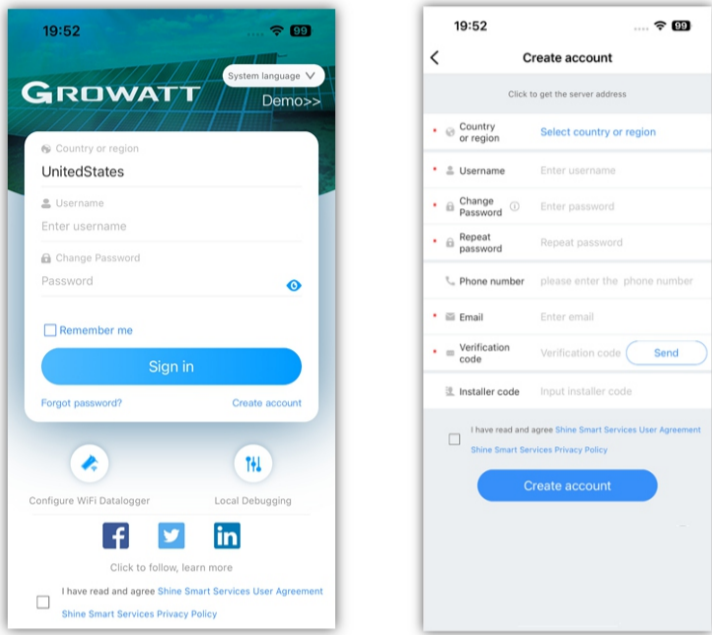 19:52
99
System language
GROWATT
Demo>>
Country or region
UnitedStates
Username
Enter username
Change Password
Password
Remember me
Sign in
Forgot password?
Create account
Configure WiFi Datalogger
Local Debugging
f
in
Click to follow, learn more
I have read and agree Shine Smart Services User Agreement
Shine Smart Services Privacy Policy
19:52
99
Create account
Click to get the server address
* Country
or region
Select country or region
* Username
Enter username
* Change
Password
Enter password
* Repeat
password
Repeat password
Phone number
please enter the phone number
* Email
Enter email
* Verification
code
Verification code
Send
Installer code
Input installer code
I have read and agree Shine Smart Services User Agreement
Shine Smart Services Privacy Policy
Create account